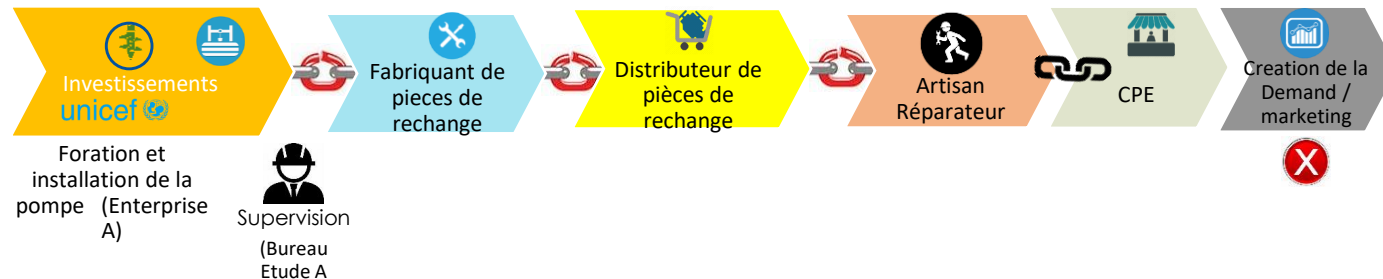 Investissements
unicef
Foration et
installation de la
pompe (Enterprise
A)
Supervision
(Bureau
Etude A
Fabriquant de
pieces de
rechange
Distributeur de
pièces de
rechange
Artisan
Réparateur
CPE
Creation de la
Demand /
marketing
X